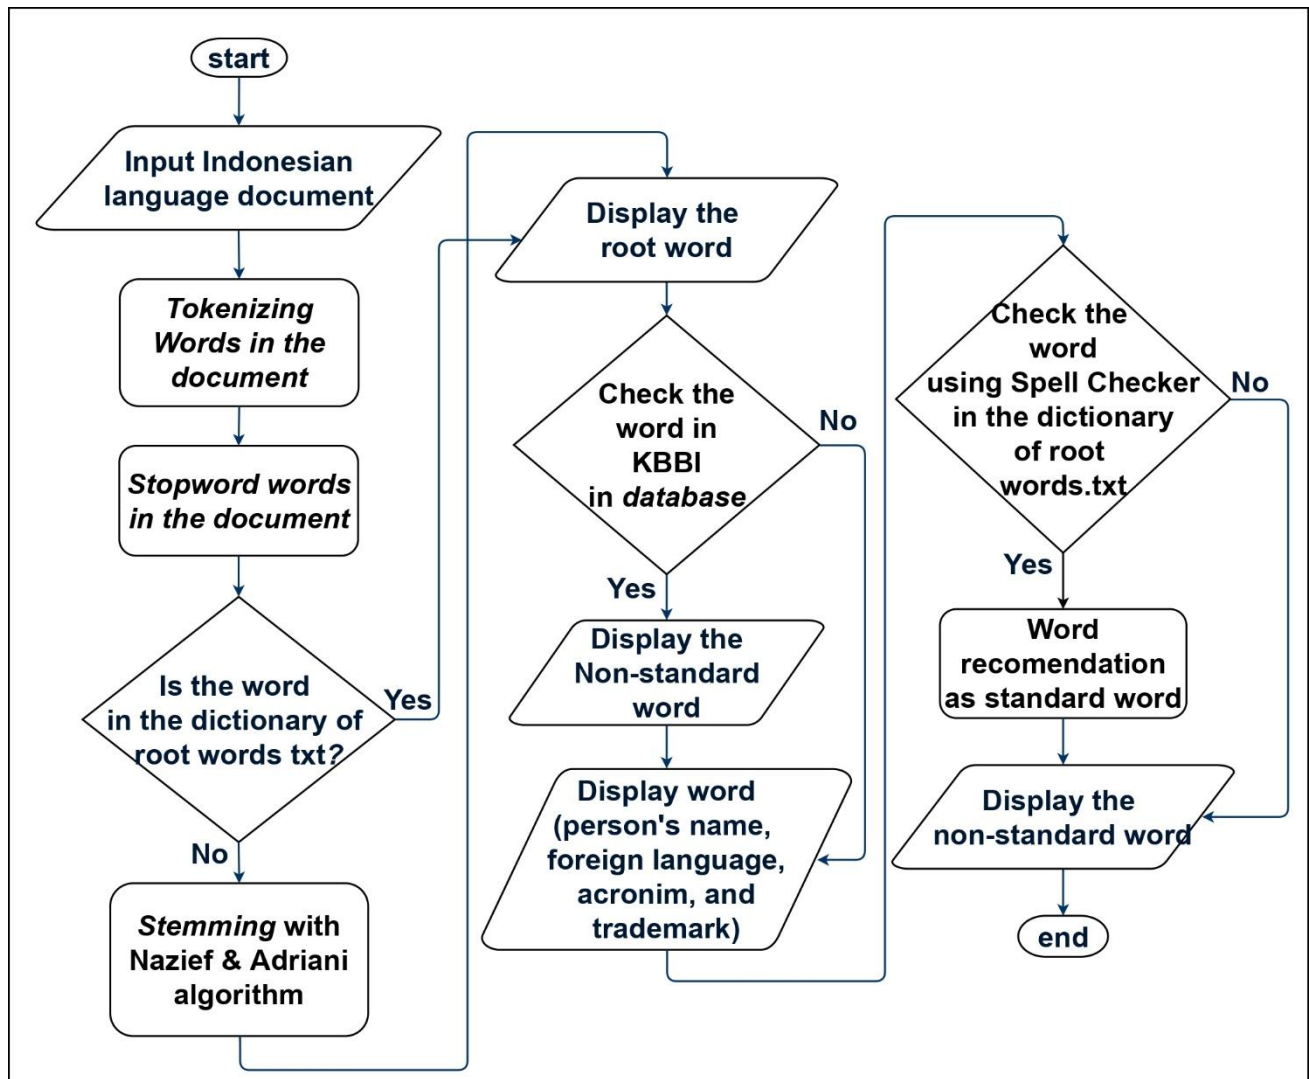 start
Input Indonesian
language document
Tokenizing
Words in the
document
Stopword words
in the document
Is the word
in the dictionary of
root words txt?
Yes
No
Stemming with
Nazief & Adriani
algorithm
Display the
root word
Check the
word in
KBBI
in database
No
Yes
Display the
Non-standard
word
Display word
(person's name,
foreign language,
acronim, and
trademark)
Check the
word
using Spell Checker
in the dictionary
of root
words.txt
No
Yes
Word
recomendation
as standard word
Display the
non-standard word
end